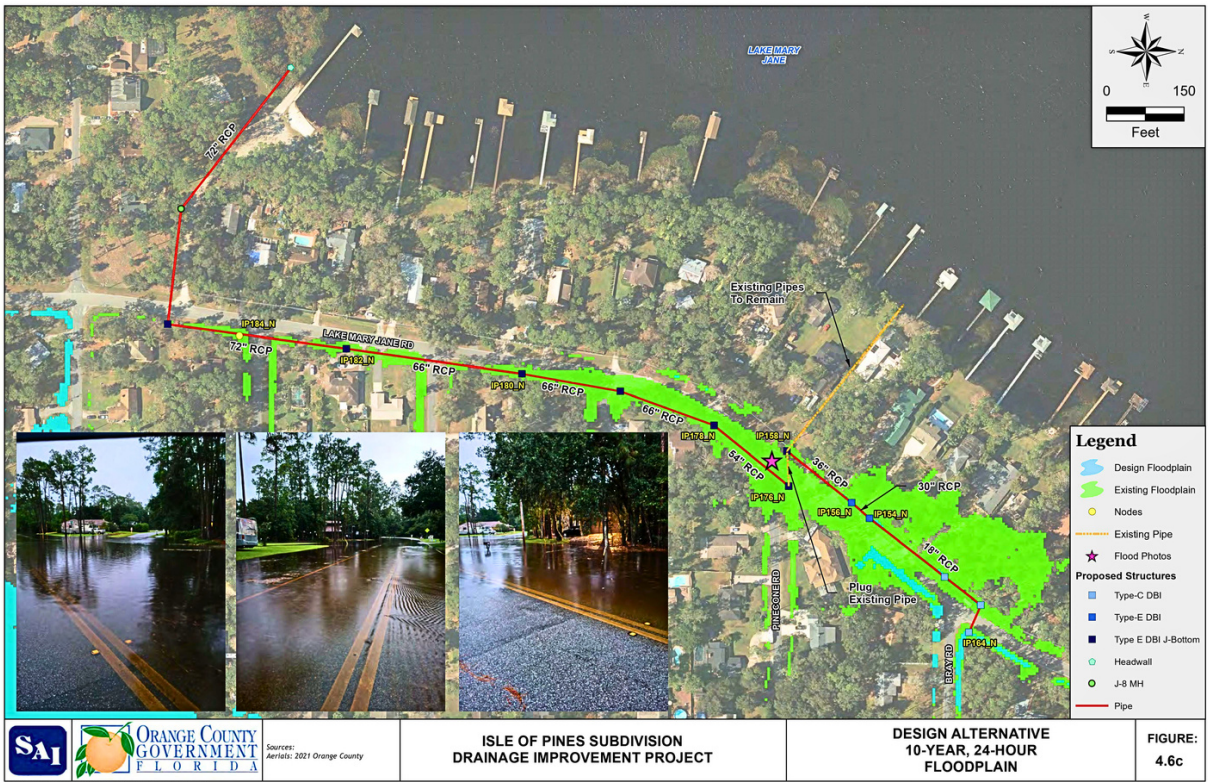 LAKE MARY
JANE
W
S
N
E
0
150
Feet
72" RCP
Existing Pipes
To Remain
IP184_N
LAKE MARY JANE RD
72" RCP
IP182_N
66" RCP
IP180_N
66" RCP
66" RCP
IP178_N
IP158_N
36" RCP
54" RCP
IP176_N
30" RCP
IP156_N
IP154_N
18" RCP
Plug
Existing Pipe
PINECONE RD
BRAY RD
IP164_N
Legend
Design Floodplain
Existing Floodplain
Nodes
Existing Pipe
Flood Photos
Proposed Structures
Type-C DBI
Type-E DBI
Type E DBI J-Bottom
Headwall
J-8 MH
Pipe
SAI
ORANGE COUNTY
GOVERNMENT
FLORIDA
Sources:
Aerials: 2021 Orange County
ISLE OF PINES SUBDIVISION
DRAINAGE IMPROVEMENT PROJECT
DESIGN ALTERNATIVE
10-YEAR, 24-HOUR
FLOODPLAIN
FIGURE:
4.6c